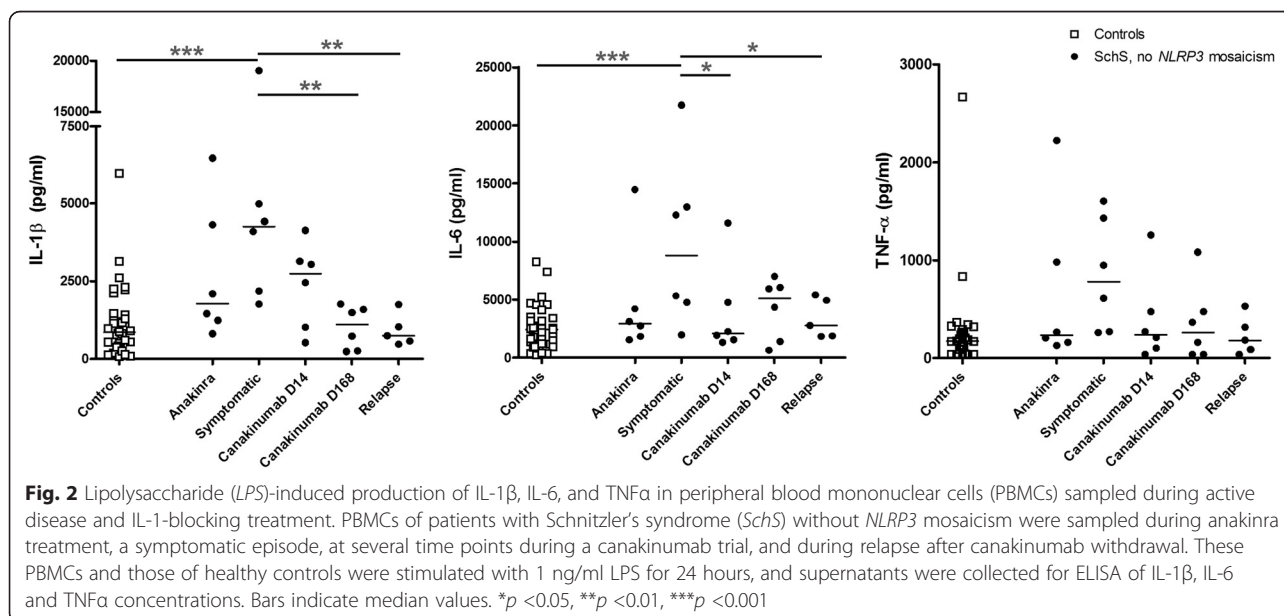 *** ** ** 
20000
15000
7500
5000
2500
0
IL-1β (pg/ml)
Controls
Anakinra
Symptomatic
Canakinumab D14
Canakinumab D168
Relapse
*** * *
25000
20000
15000
10000
5000
0
IL-6 (pg/ml)
Controls
Anakinra
Symptomatic
Canakinumab D14
Canakinumab D168
Relapse
Controls
SchS, no NLRP3 mosaicism
3000
2000
1000
0
TNF-α (pg/ml)
Controls
Anakinra
Symptomatic
Canakinumab D14
Canakinumab D168
Relapse
Fig. 2 Lipolysaccharide (LPS)-induced production of IL-1β, IL-6, and TNFα in peripheral blood mononuclear cells (PBMCs) sampled during active
disease and IL-1-blocking treatment. PBMCs of patients with Schnitzler's syndrome (SchS) without NLRP3 mosaicism were sampled during anakinra
treatment, a symptomatic episode, at several time points during a canakinumab trial, and during relapse after canakinumab withdrawal. These
PBMCs and those of healthy controls were stimulated with 1 ng/ml LPS for 24 hours, and supernatants were collected for ELISA of IL-1β, IL-6
and TNFα concentrations. Bars indicate median values. *p <0.05, **p <0.01, ***p <0.001